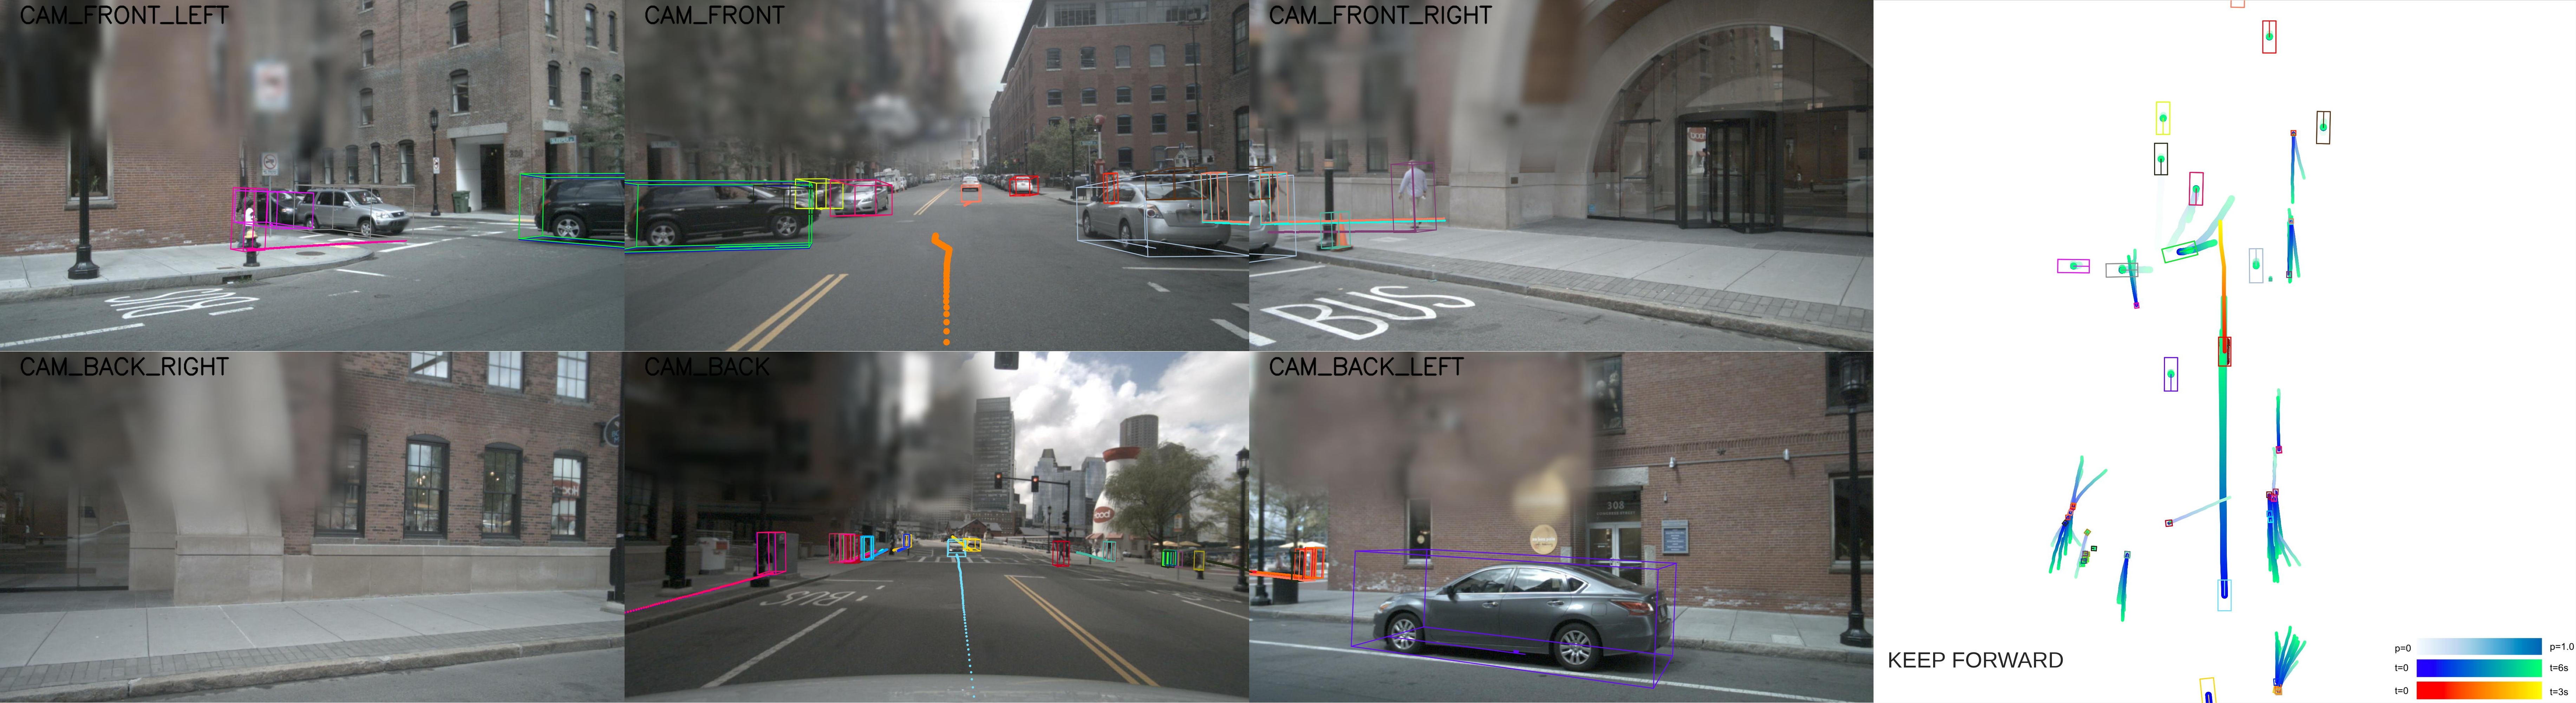 CAM_FRONT_LEFT
CAM_FRONT
CAM_FRONT_RIGHT
BUS
BUS
CAM_BACK_RIGHT
CAM_BACK
CAM_BACK_LEFT
308
BUS
KEEP FORWARD
p=0
p=1.0
t=0
t=6s
t=0
t=3s